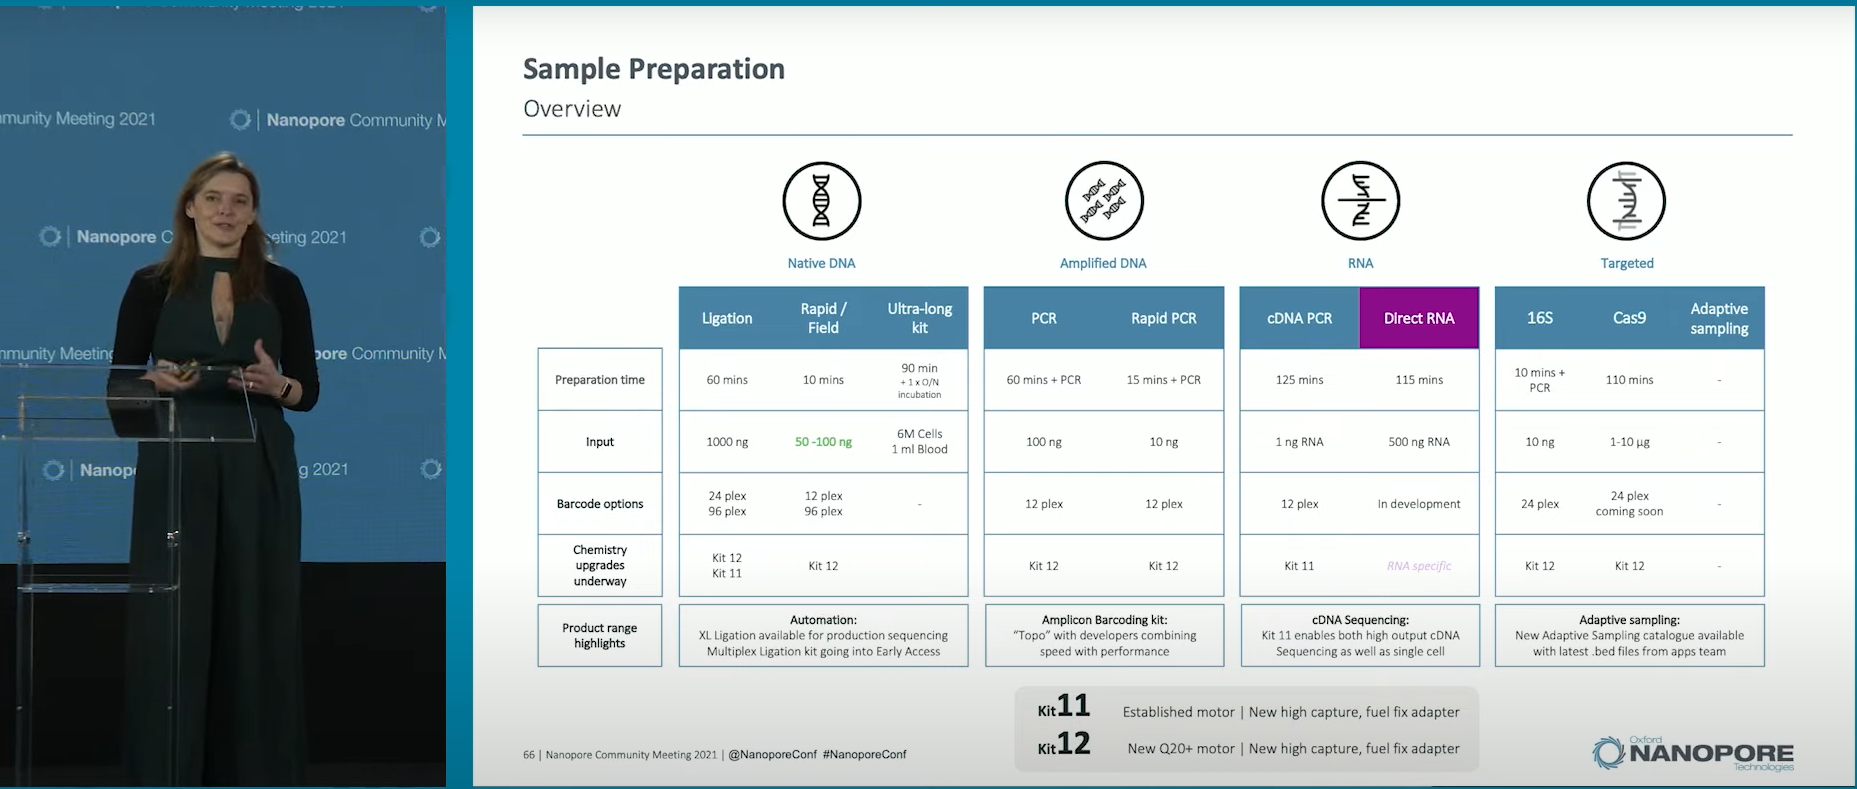 Community Meeting 2021
mmunity Meeting 2021
Nanopore Community M
Nanopore C
eting 2021
mmunity Meeting
pore Community M
Nanop
g 2021
Sample Preparation
Overview
Native DNA
Amplified DNA
RNA
Targeted
Ligation
Rapid /
Field
Ultra-long
kit
PCR
Rapid PCR
cDNA PCR
Direct RNA
16S
Cas9
Adaptive
sampling
Preparation time
60 mins
10 mins
90 min
+ 1 x O/N
incubation
60 mins + PCR
15 mins + PCR
125 mins
115 mins
10 mins +
PCR
110 mins
-
Input
1000 ng
50 -100 ng
6M Cells
1 ml Blood
100 ng
10 ng
1 ng RNA
500 ng RNA
10 ng
1-10 µg
-
Barcode options
24 plex
96 plex
12 plex
96 plex
-
12 plex
12 plex
12 plex
In development
24 plex
24 plex
coming soon
-
Chemistry
upgrades
underway
Kit 12
Kit 11
Kit 12
Kit 12
Kit 12
Kit 11
RNA specific
Kit 12
Kit 12
-
Product range
highlights
Automation:
XL Ligation available for production sequencing
Multiplex Ligation kit going into Early Access
Amplicon Barcoding kit:
“Topo” with developers combining
speed with performance
cDNA Sequencing:
Kit 11 enables both high output cDNA
Sequencing as well as single cell
Adaptive sampling:
New Adaptive Sampling catalogue available
with latest .bed files from apps team
Kit11 Established motor | New high capture, fuel fix adapter
Kit12 New Q20+ motor | New high capture, fuel fix adapter
66 | Nanopore Community Meeting 2021 | @NanoporeConf #NanoporeConf
Oxford
NANOPORE
Technologies